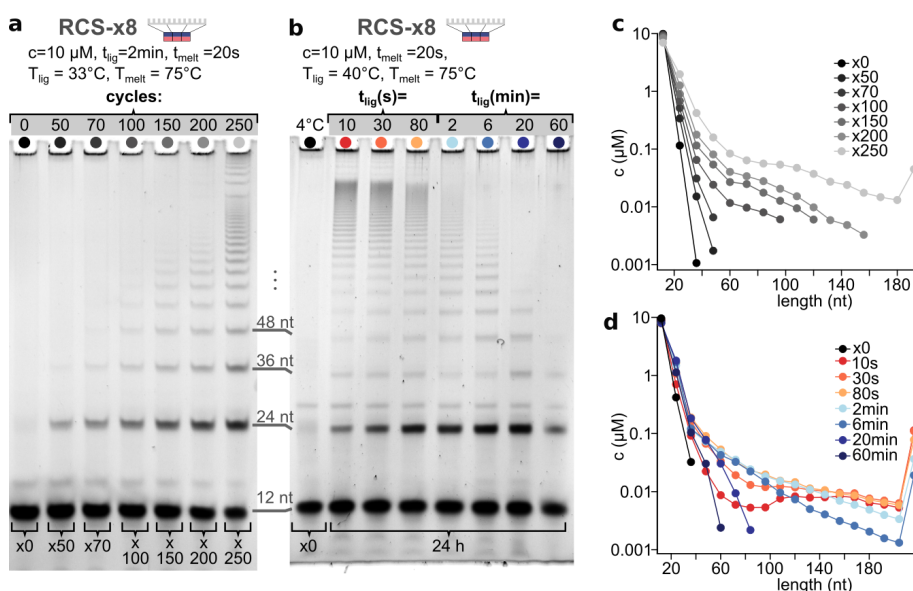 a
RCS-x8
c=10 µM, t_lig=2min, t_melt =20s
T_lig = 33°C, T_melt = 75°C
cycles:
0 50 70 100 150 200 250
48 nt
36 nt
24 nt
12 nt
x0 x50 x70 x 100 x 150 x 200 x 250
b
RCS-x8
c=10 µM, t_melt =20s,
T_lig = 40°C, T_melt = 75°C
t_lig(s)= t_lig(min)=
4°C 10 30 80 2 6 20 60
x0 24 h
c
c (µM)
10
1
0.1
0.01
0.001
20 60 100 140 180
length (nt)
x0
x50
x70
x100
x150
x200
x250
d
c (µM)
10
1
0.1
0.01
0.001
20 60 100 140 180
length (nt)
x0
10s
30s
80s
2min
6min
20min
60min